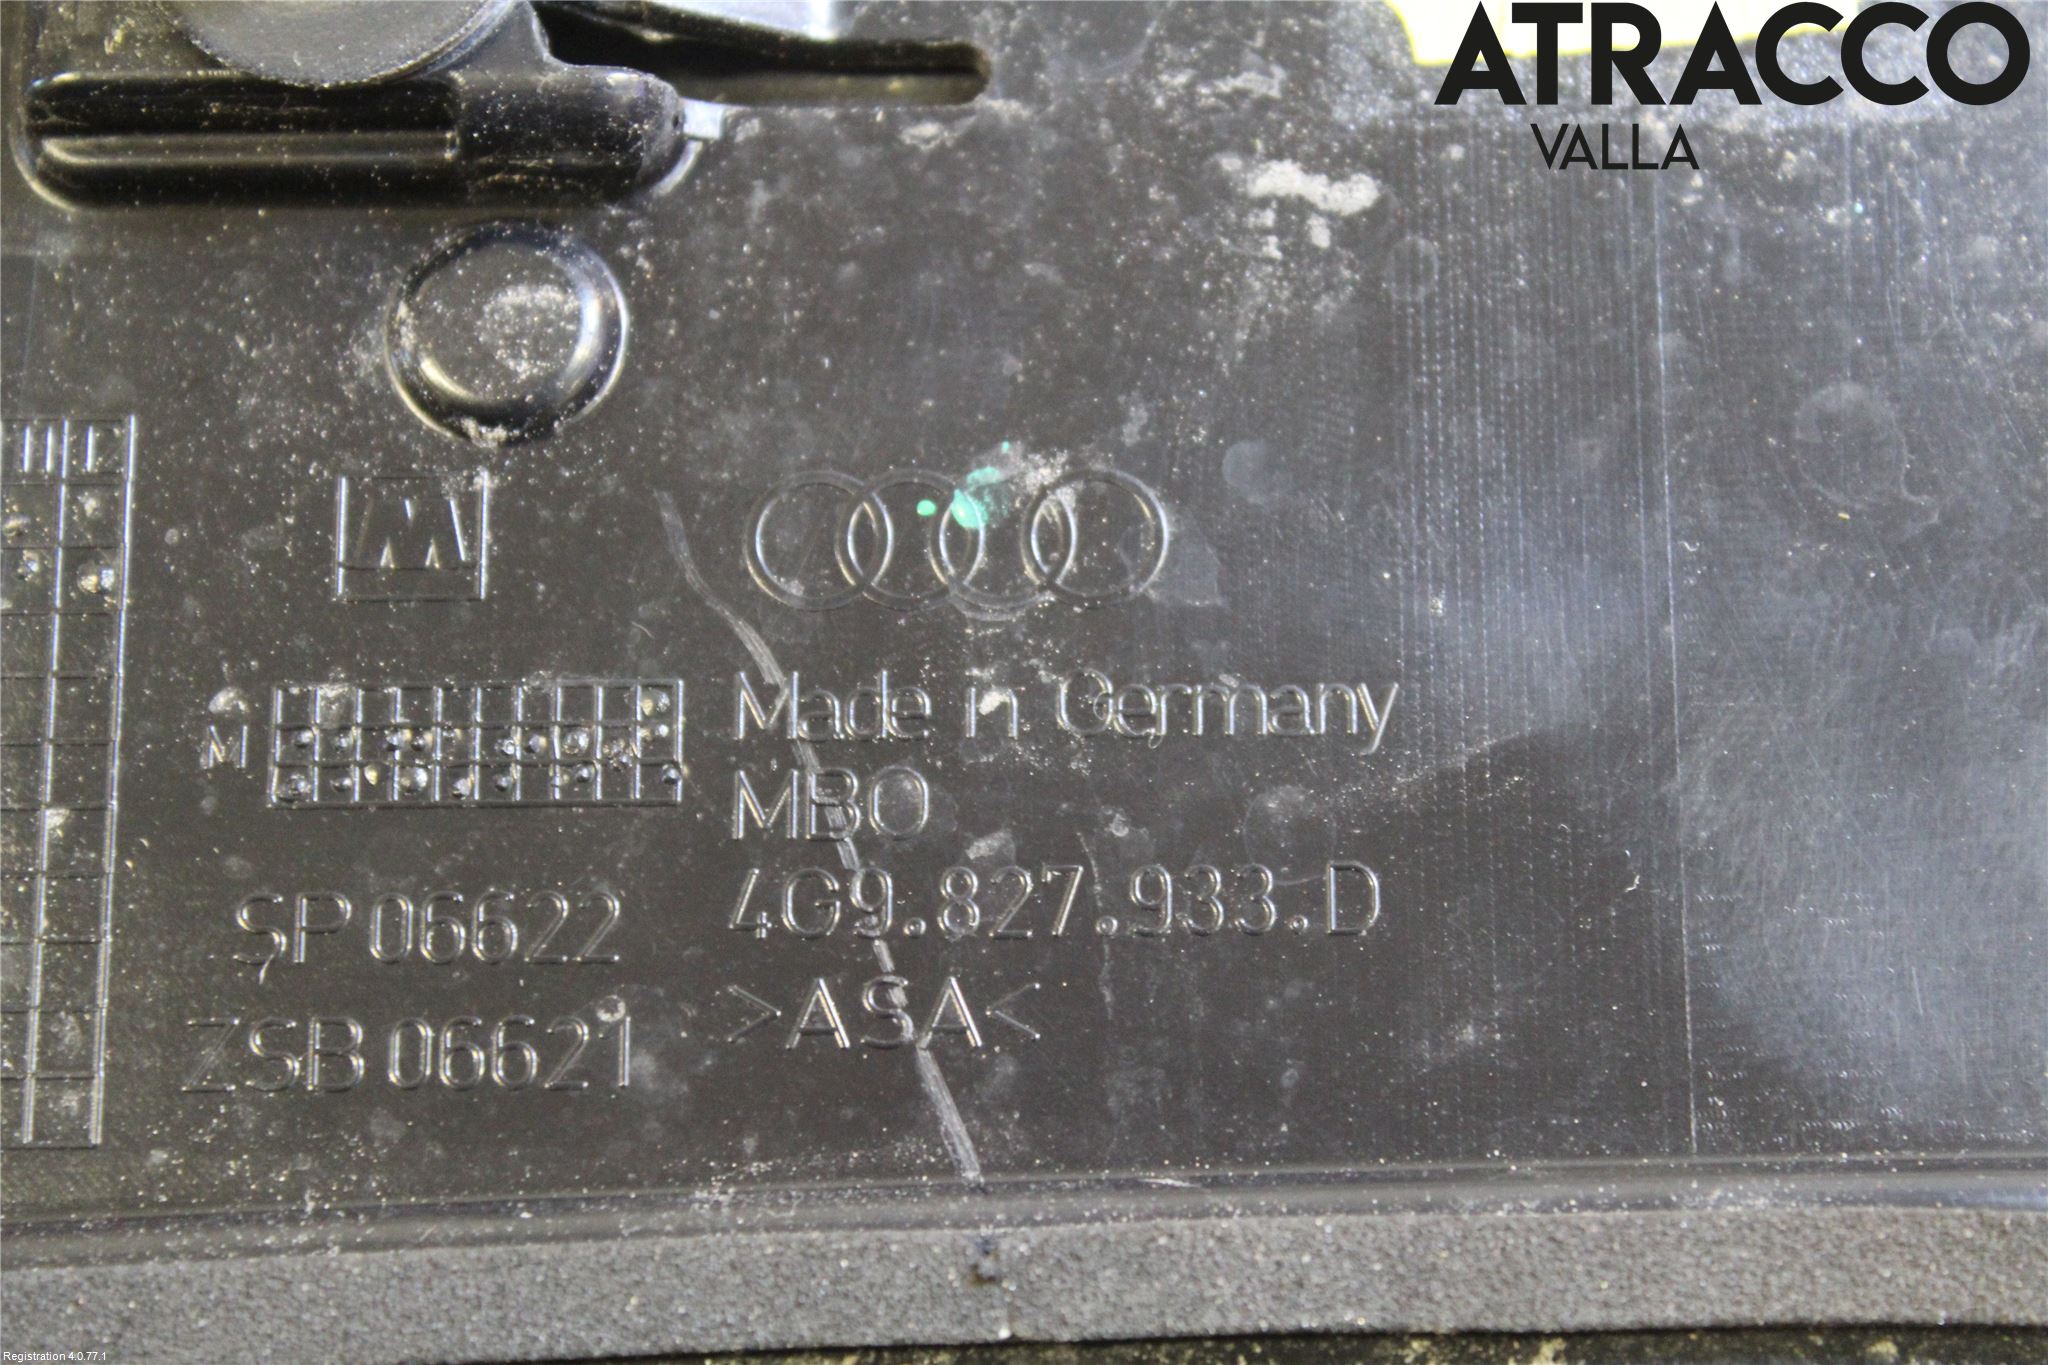 ATRACCO
VALLA
M
Made in Germany
MBO
4G9.827.933.D
>ASA<
M
SP 06622
ZSB 06621
Registration 4.0.77.1